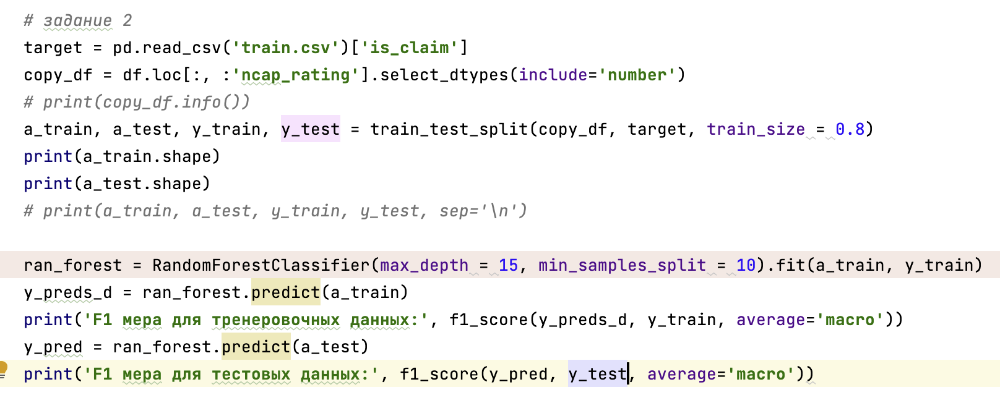 # задание 2
target = pd.read_csv('train.csv')['is_claim']
copy_df = df.loc[:, :'ncap_rating'].select_dtypes(include='number')
# print(copy_df.info())
a_train, a_test, y_train, y_test = train_test_split(copy_df, target, train_size = 0.8)
print(a_train.shape)
print(a_test.shape)
# print(a_train, a_test, y_train, y_test, sep='\n')
ran_forest = RandomForestClassifier(max_depth = 15, min_samples_split = 10).fit(a_train, y_train)
y_preds_d = ran_forest.predict(a_train)
print('F1 мера для тренеровочных данных:', f1_score(y_preds_d, y_train, average='macro'))
y_pred = ran_forest.predict(a_test)
print('F1 мера для тестовых данных:', f1_score(y_pred, y_test, average='macro'))